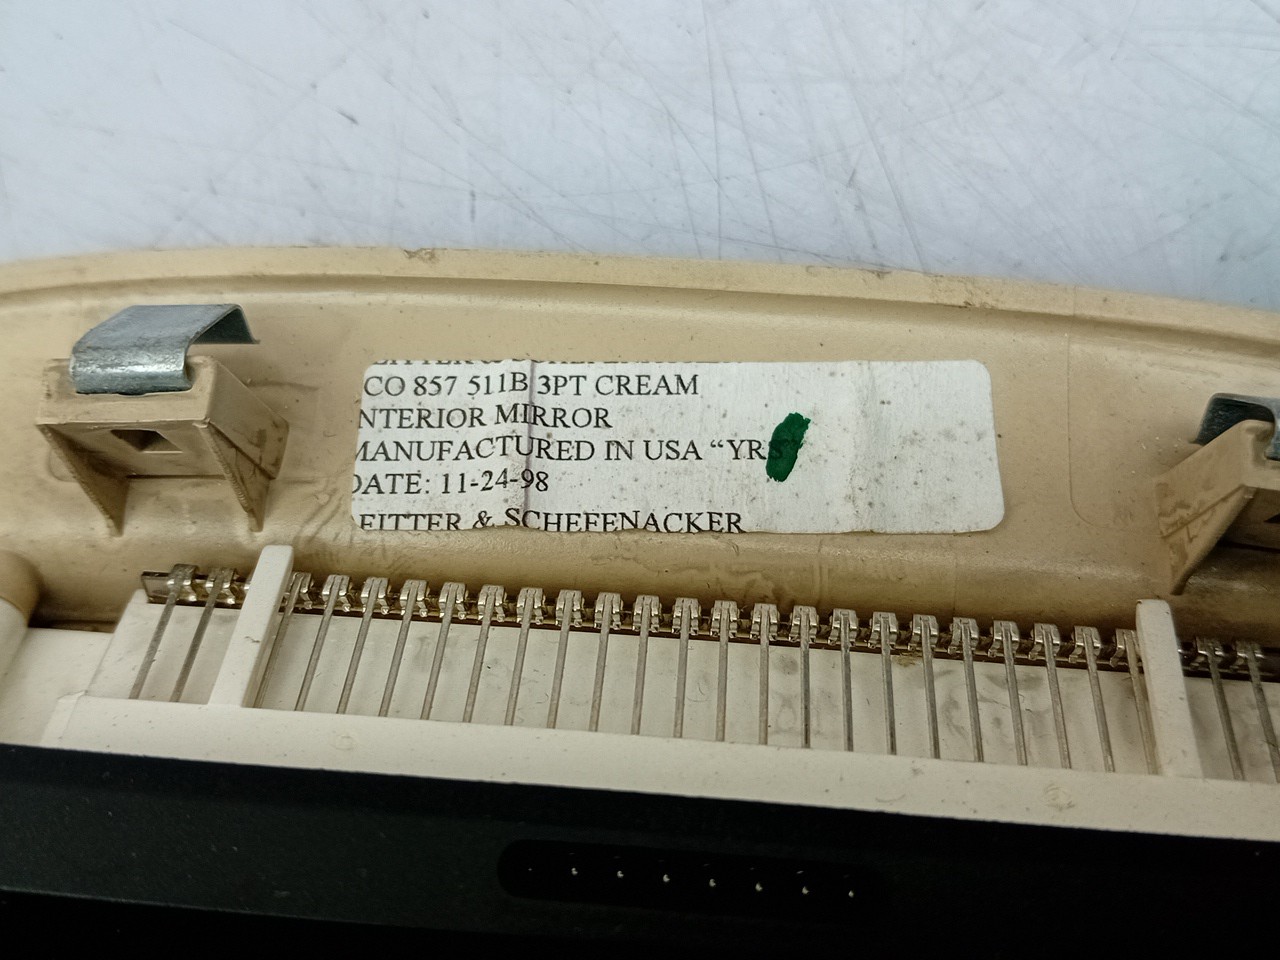 CO 857 511B 3PT CREAM
NTERIOR MIRROR
MANUFACTURED IN USA “YRS”
DATE: 11-24-98
EITTER & SCHEFENACKER